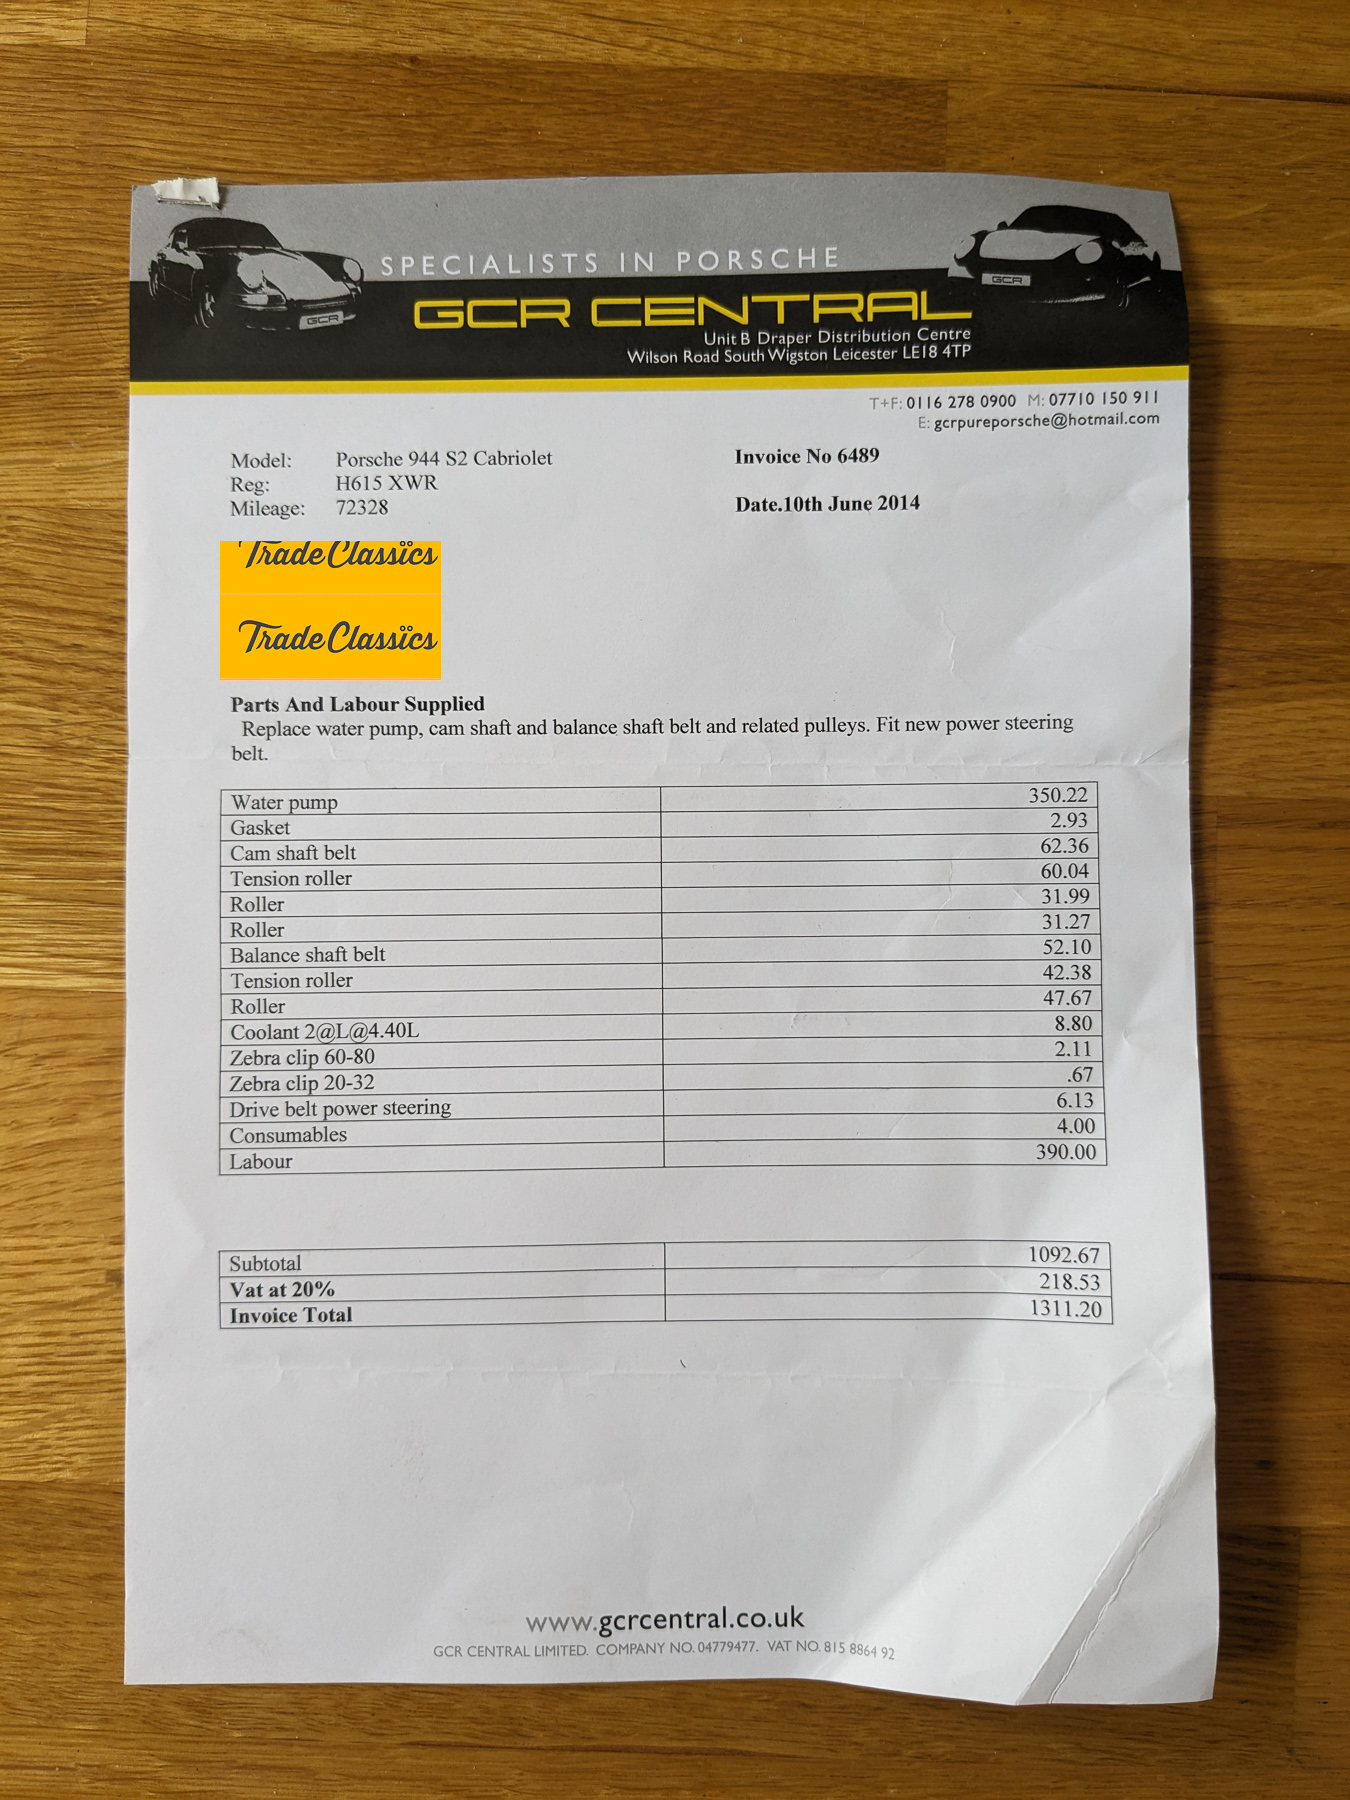 SPECIALISTS IN PORSCHE
GCR CENTRAL
Unit B Draper Distribution Centre
Wilson Road South Wigston Leicester LE18 4TP
GCR
GCR
T+F: 0116 278 0900 M: 07710 150 911
E: gcrpureporsche@hotmail.com
Model: Porsche 944 S2 Cabriolet
Invoice No 6489
Reg: H615 XWR
Mileage: 72328
Date.10th June 2014
Trade Classics
Trade Classics
Parts And Labour Supplied
Replace water pump, cam shaft and balance shaft belt and related pulleys. Fit new power steering
belt.
Water pump 350.22
Gasket 2.93
Cam shaft belt 62.36
Tension roller 60.04
Roller 31.99
Roller 31.27
Balance shaft belt 52.10
Tension roller 42.38
Roller 47.67
Coolant 2@L@4.40L 8.80
Zebra clip 60-80 2.11
Zebra clip 20-32 .67
Drive belt power steering 6.13
Consumables 4.00
Labour 390.00
Subtotal 1092.67
Vat at 20% 218.53
Invoice Total 1311.20
www.gcrcentral.co.uk
GCR CENTRAL LIMITED. COMPANY NO. 04779477. VAT NO. 815 8864 92